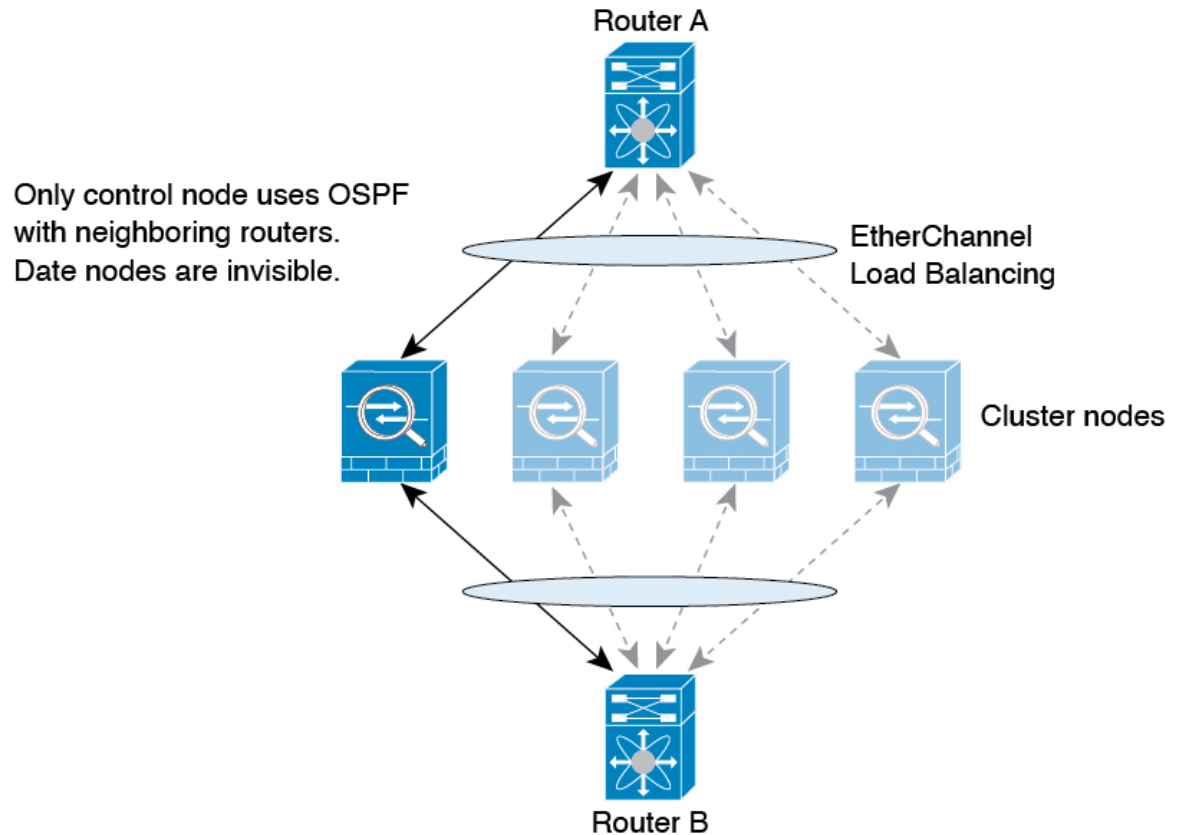 Router A
Only control node uses OSPF
with neighboring routers.
Date nodes are invisible.
EtherChannel
Load Balancing
Cluster nodes
Router B